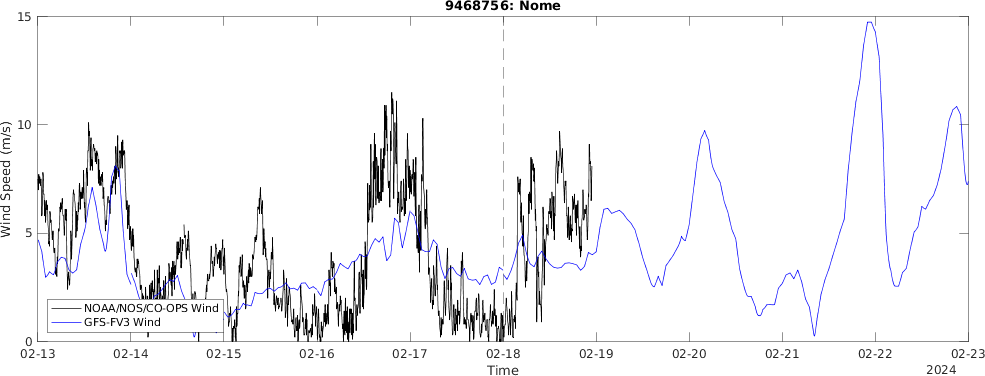 9468756: Nome
15
10
5
0
Wind Speed (m/s)
NOAA/NOS/CO-OPS Wind
GFS-FV3 Wind
02-13 02-14 02-15 02-16 02-17 02-18 02-19 02-20 02-21 02-22 02-23
Time
2024